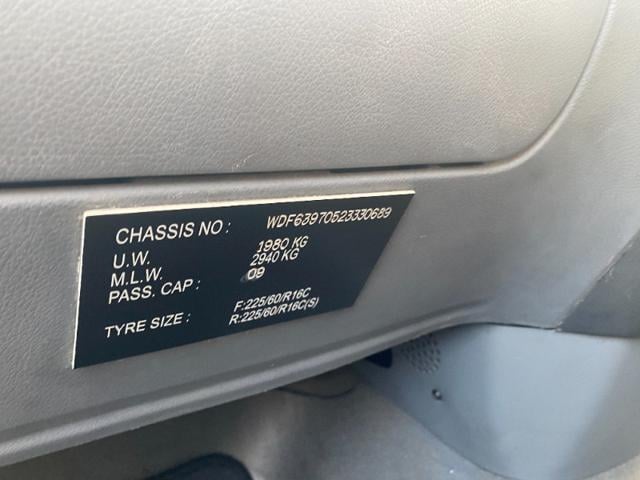 CHASSIS NO : WDF63970523330689
U.W. 1980 KG
M.L.W. 2940 KG
PASS. CAP : 09
TYRE SIZE : F:225/60/R16C
R:225/60/R16C(S)